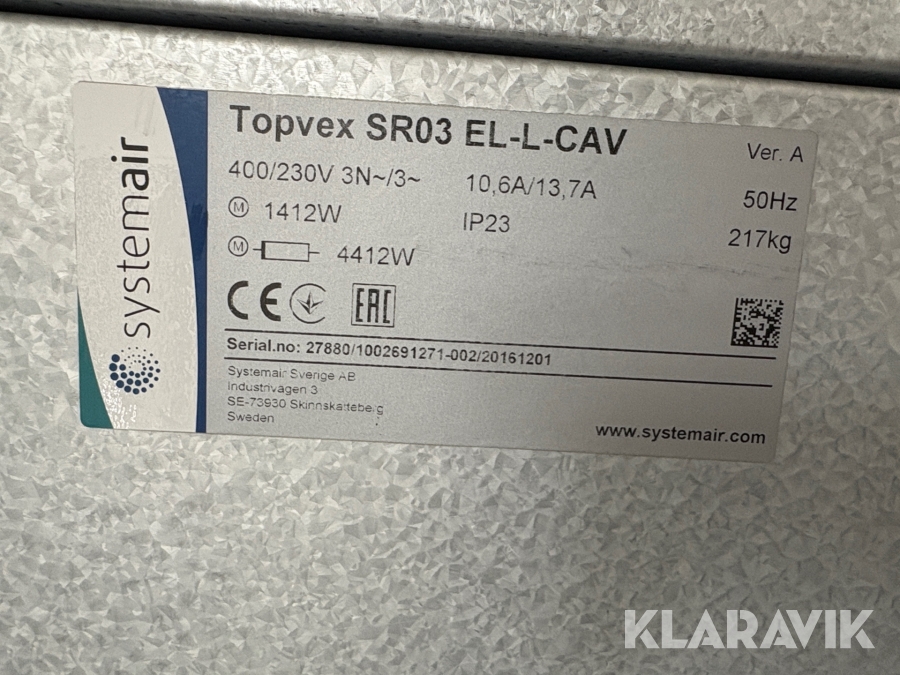 systemair
Topvex SR03 EL-L-CAV
Ver. A
400/230V 3N~/3~ 10,6A/13,7A 50Hz
M 1412W IP23 217kg
M 4412W
CE EAC
Serial.no: 27880/1002691271-002/20161201
Systemair Sverige AB
Industrivägen 3
SE-73930 Skinnskatteberg
Sweden
www.systemair.com
KLARAVIK